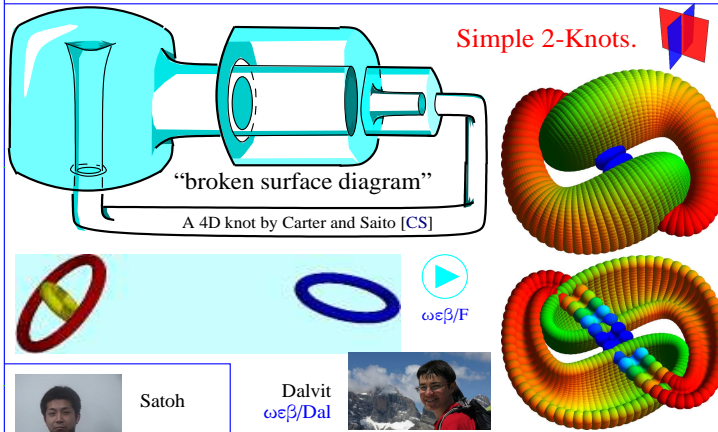 Simple 2-Knots.
“broken surface diagram”
A 4D knot by Carter and Saito [CS]
ωεβ/F
Satoh
Dalvit
ωεβ/Dal